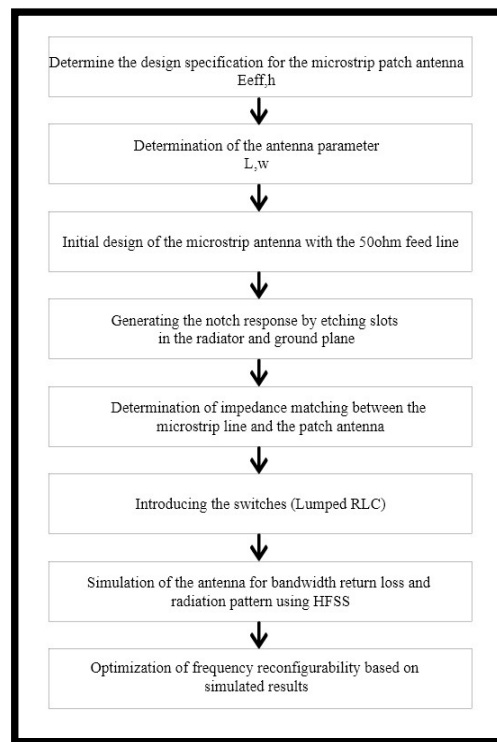 Determine the design specification for the microstrip patch antenna
Eeff,h
Determination of the antenna parameter
L,w
Initial design of the microstrip antenna with the 50ohm feed line
Generating the notch response by etching slots
in the radiator and ground plane
Determination of impedance matching between the
microstrip line and the patch antenna
Introducing the switches (Lumped RLC)
Simulation of the antenna for bandwidth return loss and
radiation pattern using HFSS
Optimization of frequency reconfigurability based on
simulated results